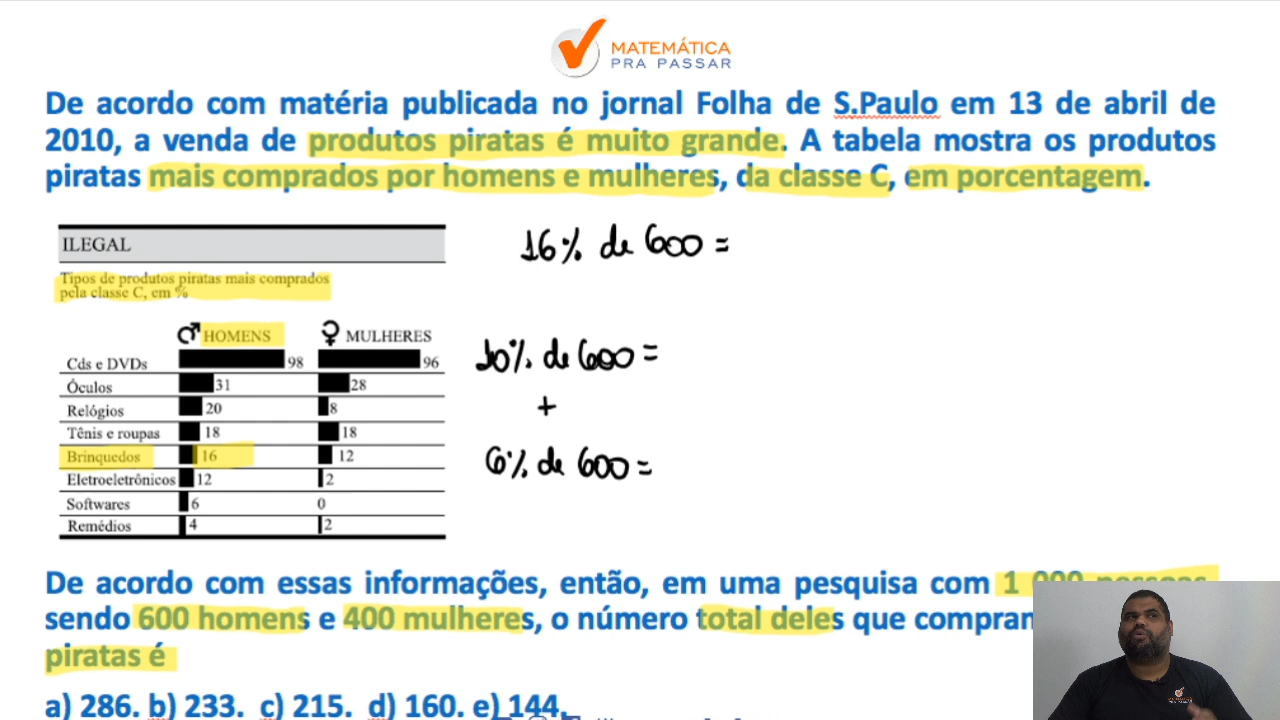 MATEMÁTICA
PRA PASSAR
De acordo com matéria publicada no jornal Folha de S.Paulo em 13 de abril de
2010, a venda de produtos piratas é muito grande. A tabela mostra os produtos
piratas mais comprados por homens e mulheres, da classe C, em porcentagem.
ILEGAL
Tipos de produtos piratas mais comprados
pela classe C, em %
HOMENS MULHERES
Cds e DVDs 98 96
Óculos 31 28
Relógios 20 8
Tênis e roupas 18 18
Brinquedos 16 12
Eletroeletrônicos 12 2
Softwares 6 0
Remédios 4 2
16% de 600 =
10% de 600 =
+
6% de 600 =
De acordo com essas informações, então, em uma pesquisa com 1 000 pessoas,
sendo 600 homens e 400 mulheres, o número total deles que compram
piratas é
a) 286. b) 233. c) 215. d) 160. e) 144.